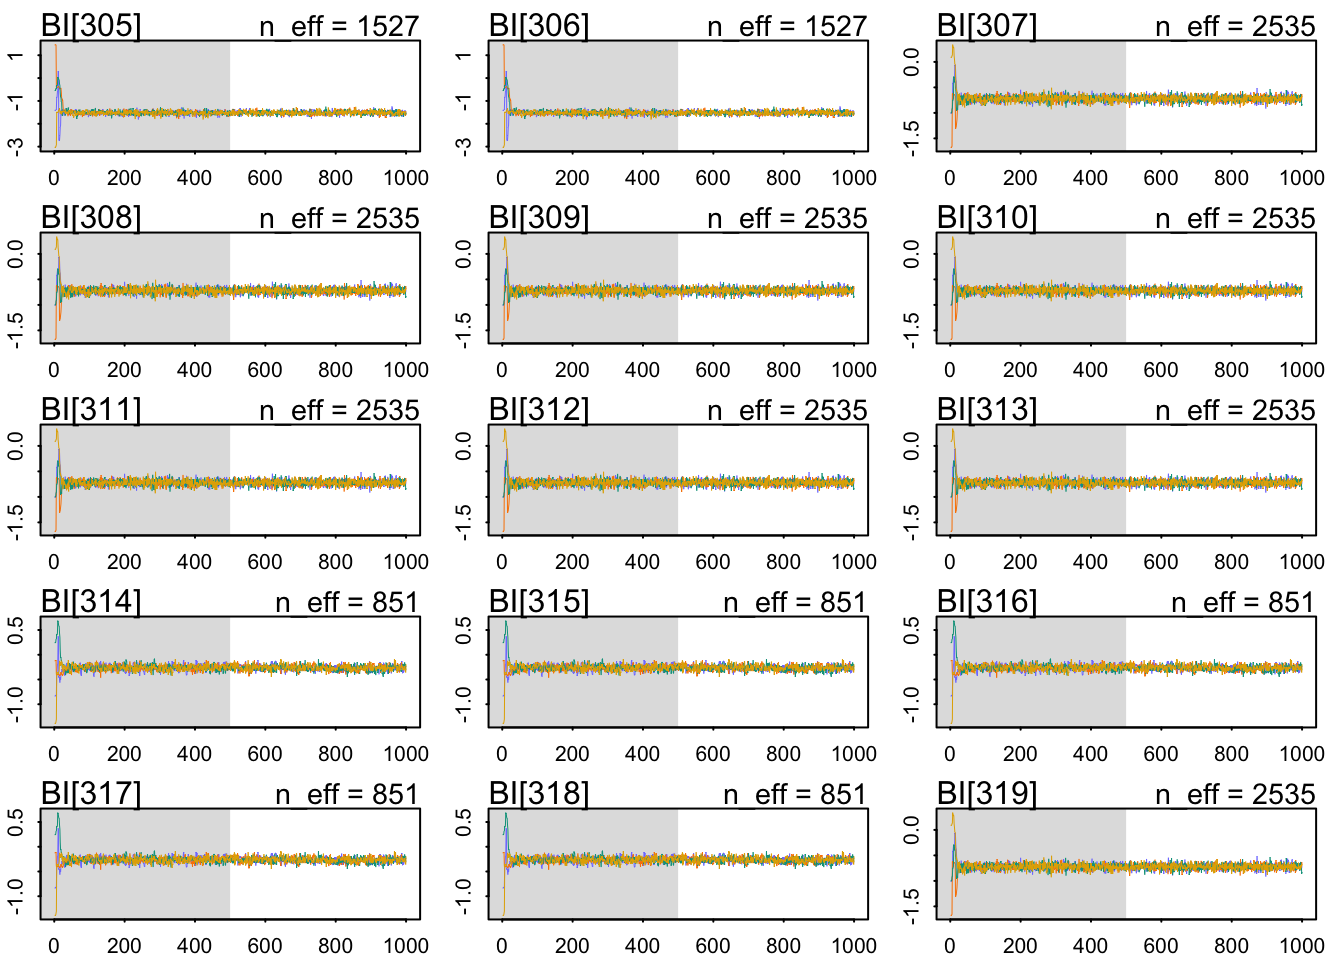 BI[305] n_eff = 1527 BI[306] n_eff = 1527 BI[307] n_eff = 2535
1 -1 -3 1 -1 -3 0.0 -1.5
0 200 400 600 800 1000 0 200 400 600 800 1000 0 200 400 600 800 1000
BI[308] n_eff = 2535 BI[309] n_eff = 2535 BI[310] n_eff = 2535
0.0 -1.5 0.0 -1.5 0.0 -1.5
0 200 400 600 800 1000 0 200 400 600 800 1000 0 200 400 600 800 1000
BI[311] n_eff = 2535 BI[312] n_eff = 2535 BI[313] n_eff = 2535
0.0 -1.5 0.0 -1.5 0.0 -1.5
0 200 400 600 800 1000 0 200 400 600 800 1000 0 200 400 600 800 1000
BI[314] n_eff = 851 BI[315] n_eff = 851 BI[316] n_eff = 851
0.5 -1.0 0.5 -1.0 0.5 -1.0
0 200 400 600 800 1000 0 200 400 600 800 1000 0 200 400 600 800 1000
BI[317] n_eff = 851 BI[318] n_eff = 851 BI[319] n_eff = 2535
0.5 -1.0 0.5 -1.0 0.0 -1.5
0 200 400 600 800 1000 0 200 400 600 800 1000 0 200 400 600 800 1000